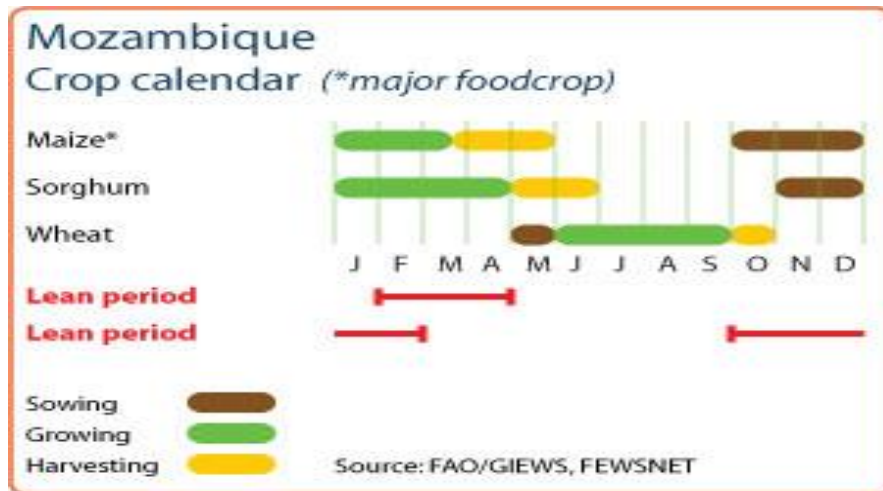 Mozambique
Crop calendar (*major foodcrop)
Maize*
Sorghum
Wheat
J F M A M J J A S O N D
Lean period
Lean period
Sowing
Growing
Harvesting
Source: FAO/GIEWS, FEWSNET